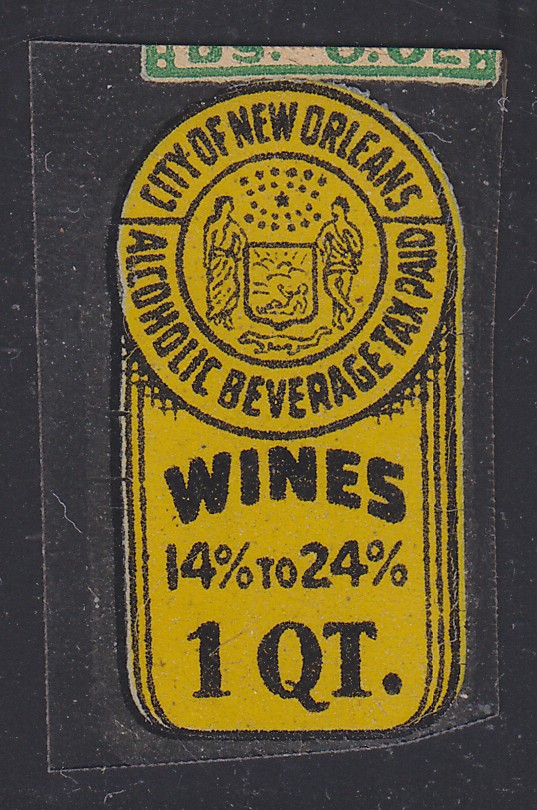 CITY OF NEW ORLEANS
ALCOHOLIC BEVERAGE TAX PAID
WINES
14% TO 24%
1 QT.